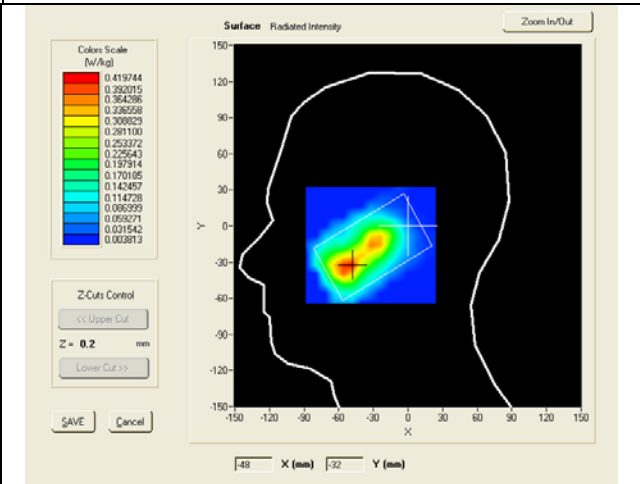 Surface Radiated Intensity
Zoom In/Out
Colors Scale
(W/kg)
0.419744
0.392015
0.364286
0.336558
0.308829
0.281100
0.253372
0.225643
0.197914
0.170185
0.142457
0.114728
0.086999
0.059271
0.031542
0.003813
Z-Cuts Control
<< Upper Cut
Z = 0.2 mm
Lower Cut >>
SAVE Cancel
150-
120-
90-
60-
30-
0-
-30-
-60-
-90-
-120-
-150-
Y
-150 -120 -90 -60 -30 0 30 60 90 120 150
X
-48 X (mm) -32 Y (mm)